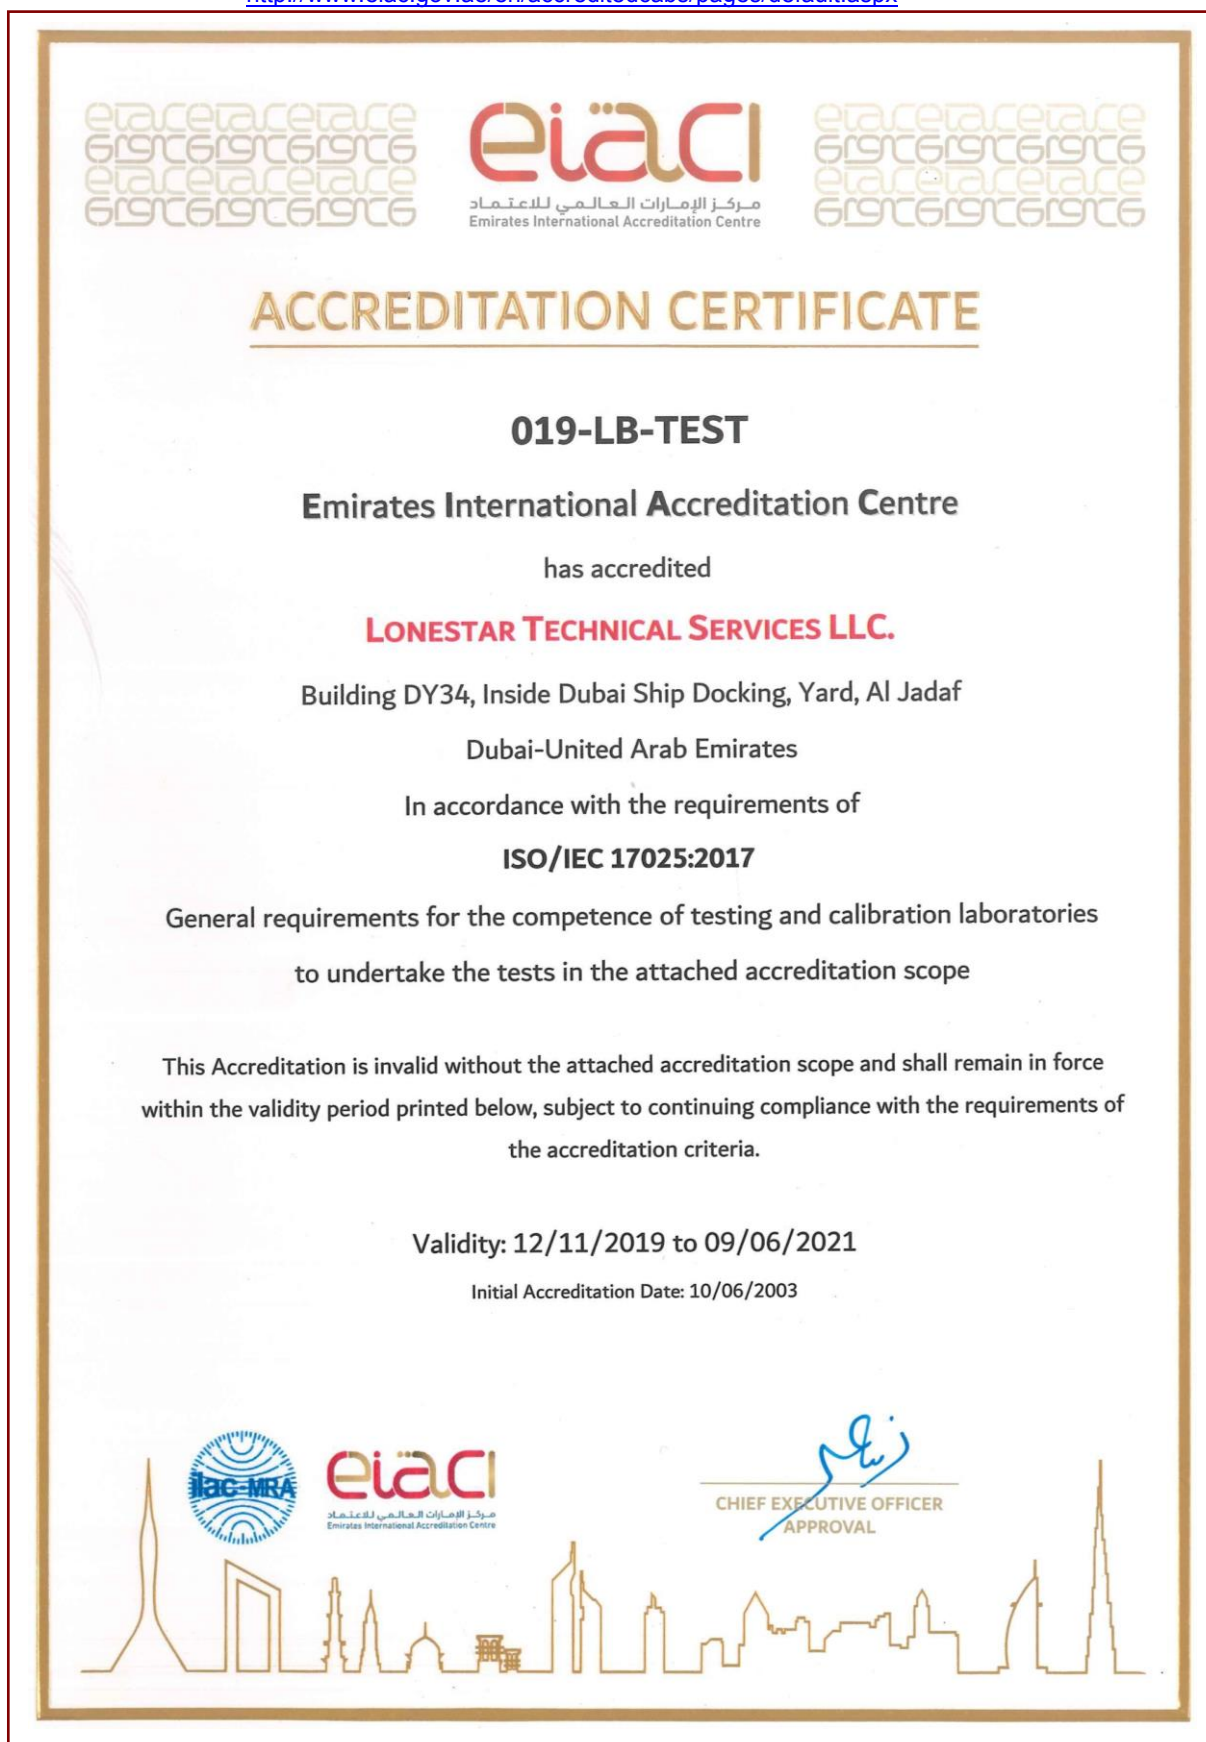 eiac
مركز الإمارات العالمي للاعتماد
Emirates International Accreditation Centre
ACCREDITATION CERTIFICATE
019-LB-TEST
Emirates International Accreditation Centre
has accredited
LONESTAR TECHNICAL SERVICES LLC.
Building DY34, Inside Dubai Ship Docking, Yard, Al Jadaf
Dubai-United Arab Emirates
In accordance with the requirements of
ISO/IEC 17025:2017
General requirements for the competence of testing and calibration laboratories
to undertake the tests in the attached accreditation scope
This Accreditation is invalid without the attached accreditation scope and shall remain in force
within the validity period printed below, subject to continuing compliance with the requirements of
the accreditation criteria.
Validity: 12/11/2019 to 09/06/2021
Initial Accreditation Date: 10/06/2003
ilac-MRA
eiac
مركز الإمارات العالمي للاعتماد
Emirates International Accreditation Centre
CHIEF EXECUTIVE OFFICER
APPROVAL